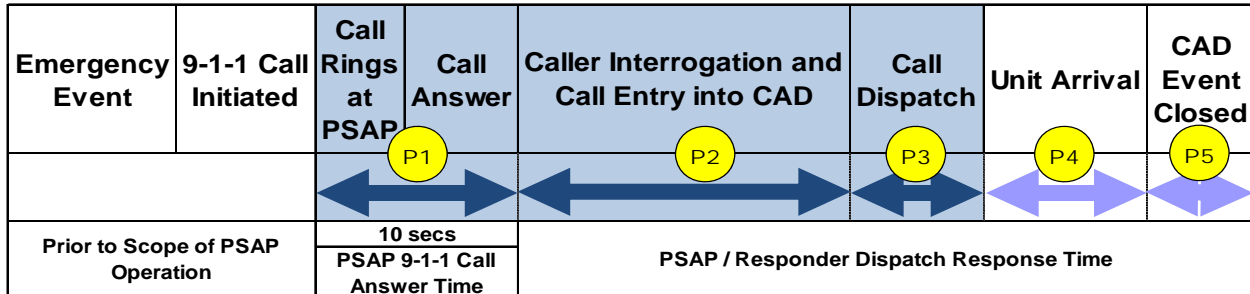 Emergency
Event
9-1-1 Call
Initiated
Call
Rings
at
PSAP
Call
Answer
Caller Interrogation and
Call Entry into CAD
Call
Dispatch
Unit Arrival
CAD
Event
Closed
P1
P2
P3
P4
P5
Prior to Scope of PSAP
Operation
10 secs
PSAP 9-1-1 Call
Answer Time
PSAP / Responder Dispatch Response Time